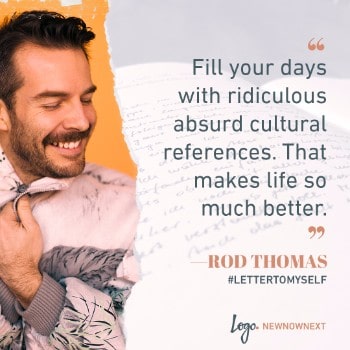 “
Fill your days
with ridiculous
absurd cultural
references. That
makes life so
much better.
”
—ROD THOMAS
#LETTERTOMYSELF
Logo. NEWNOWNEXT